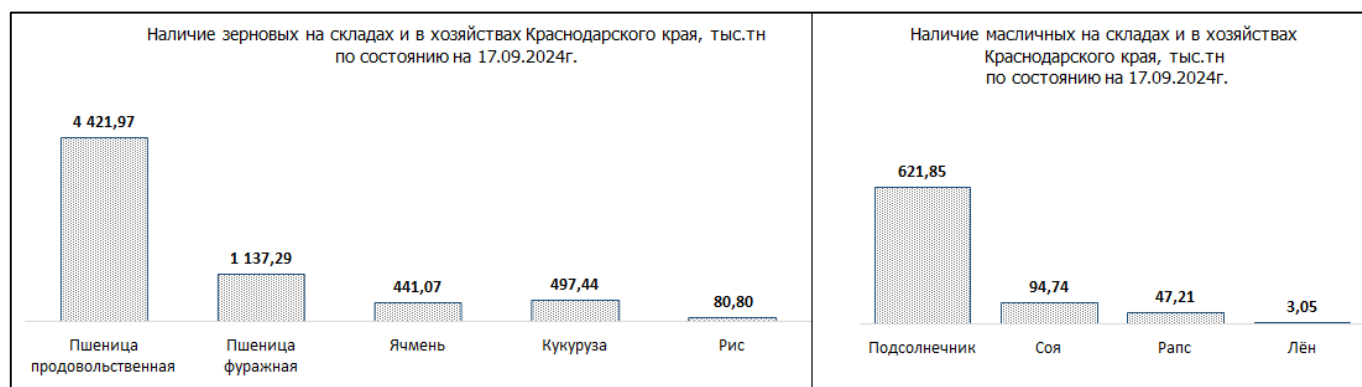 Наличие зерновых на складах и в хозяйствах Краснодарского края, тыс.тн
по состоянию на 17.09.2024г.
4 421,97
1 137,29
441,07
497,44
80,80
Пшеница
продовольственная
Пшеница
фуражная
Ячмень
Кукуруза
Рис
Наличие масличных на складах и в хозяйствах
Краснодарского края, тыс.тн
по состоянию на 17.09.2024г.
621,85
94,74
47,21
3,05
Подсолнечник
Соя
Рапс
Лён